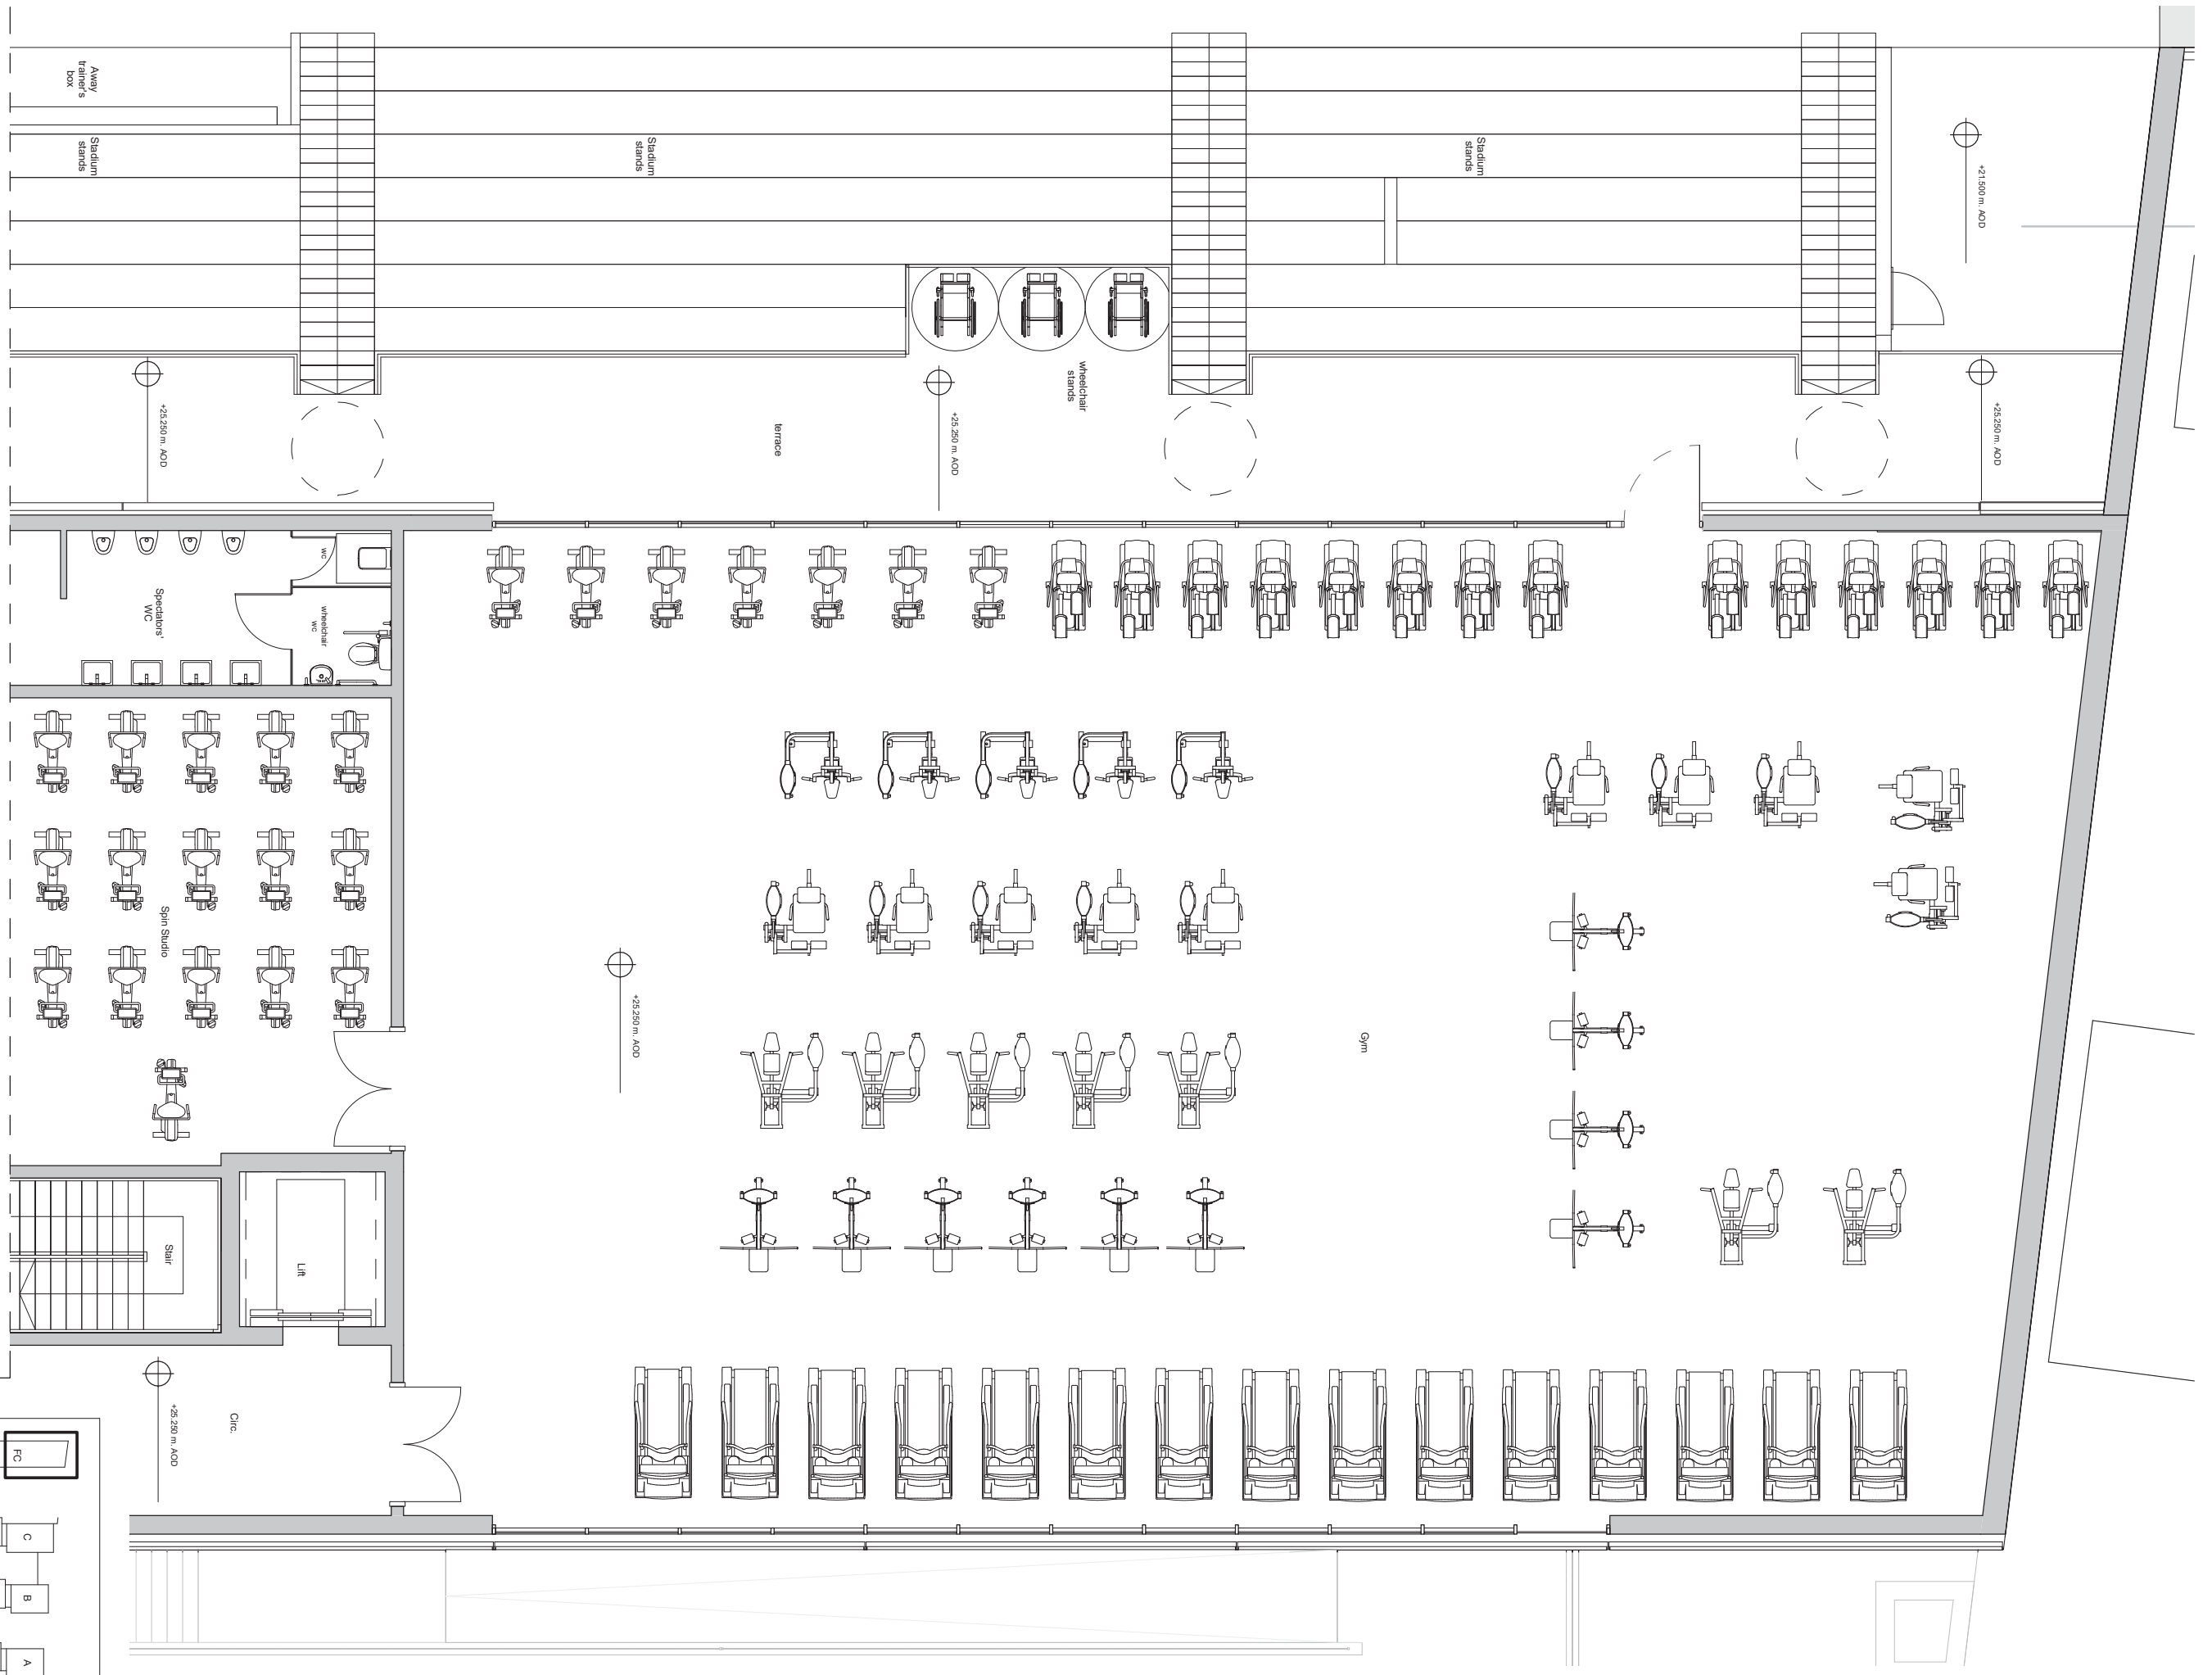 Away
trainer's
box
Stadium
stands
Stadium
stands
Stadium
stands
+21.500 m. AOD
wheelchair
stands
+25.250 m. AOD
+25.250 m. AOD
+25.250 m. AOD
terrace
wc
wheelchair
wc
Spectators'
WC
Spin Studio
+25.250 m. AOD
Gym
Stair
Lift
Circ.
+25.250 m. AOD
FC
C
B
A